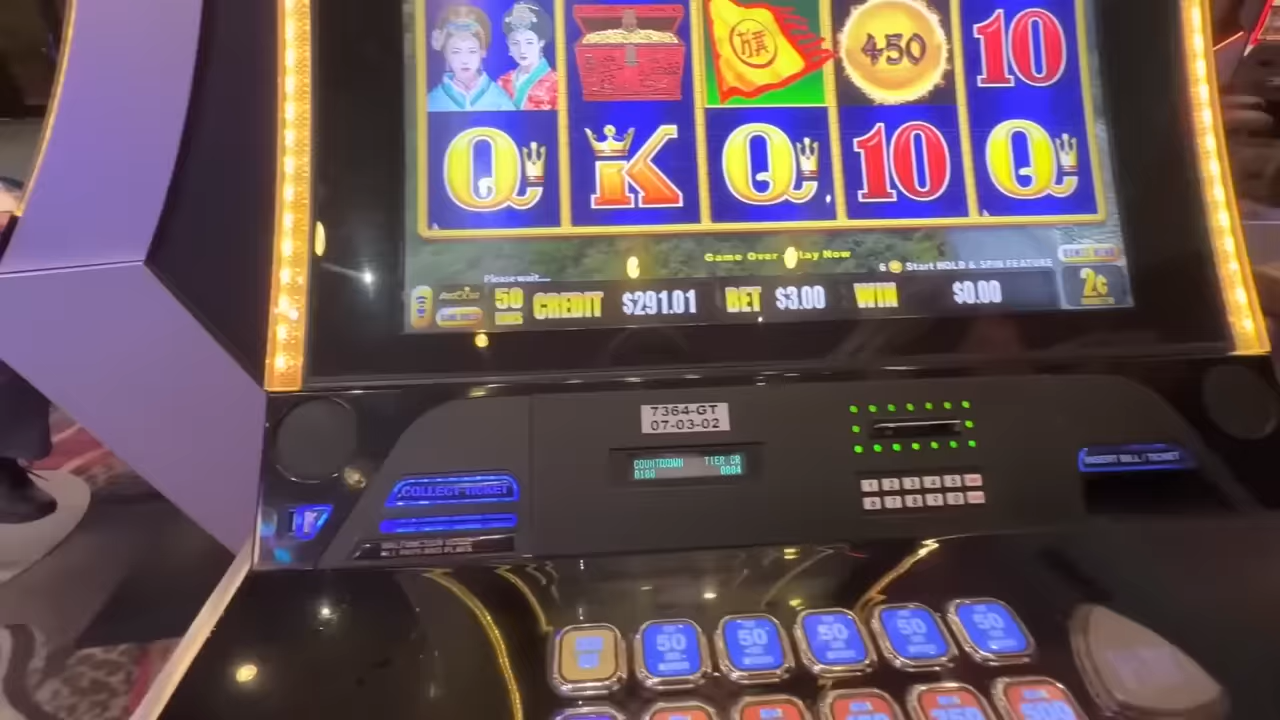 旗
450
10
Q K Q 10 Q
Game Over - Play Now
Please wait...
6 Start HOLD & SPIN FEATURE
50 CREDIT $291.01 BET $3.00 WIN $0.00 2¢
7364-GT
07-03-02
COUNTDOWN TIER CR
0100 0004
COLLECT TICKET
INSERT BILL / TICKET
1 2 3 4 5
6 7 8 9 0
50 50 50 50 50